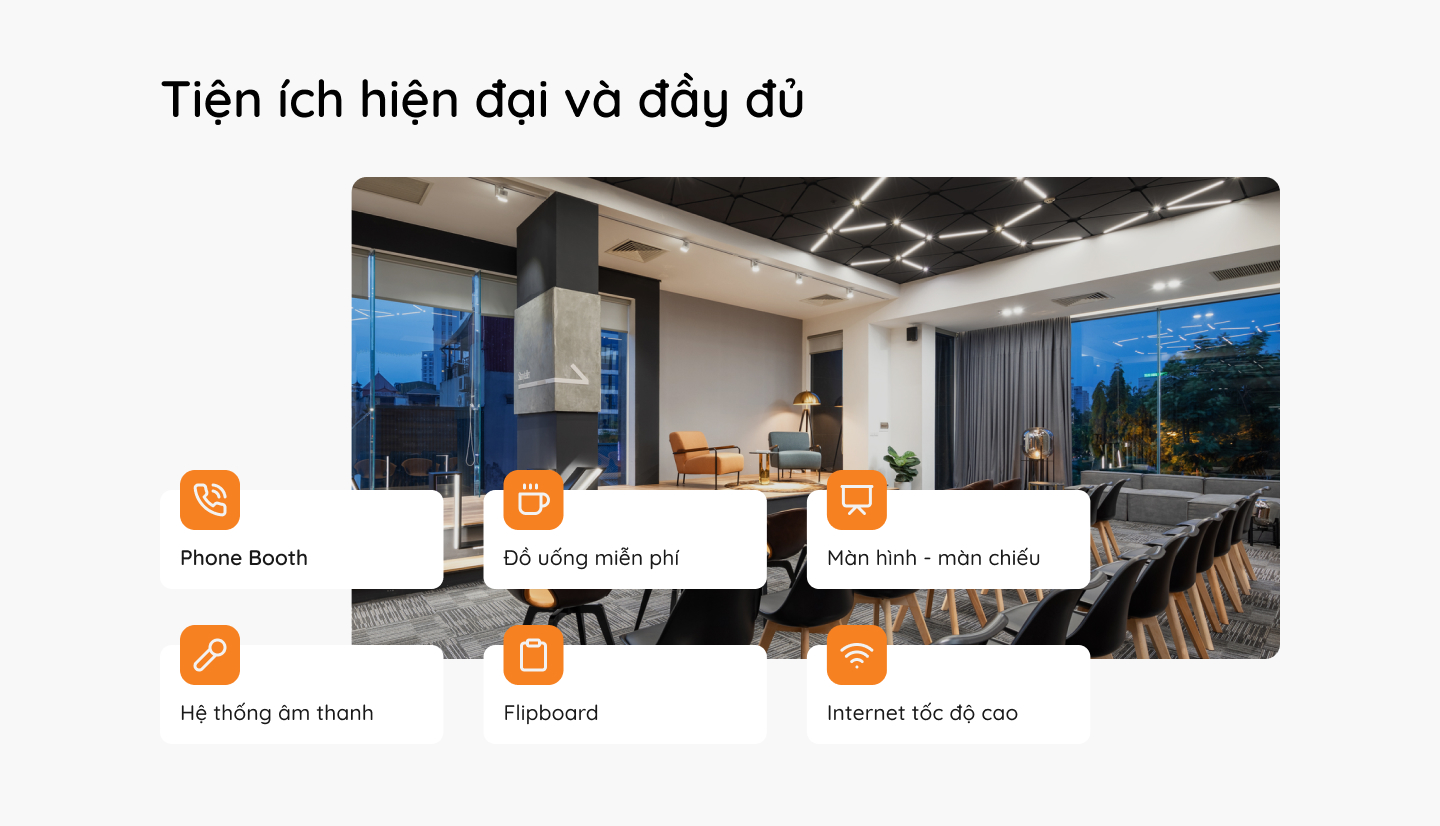 Tiện ích hiện đại và đầy đủ
Phone Booth
Đồ uống miễn phí
Màn hình - màn chiếu
Hệ thống âm thanh
Flipboard
Internet tốc độ cao